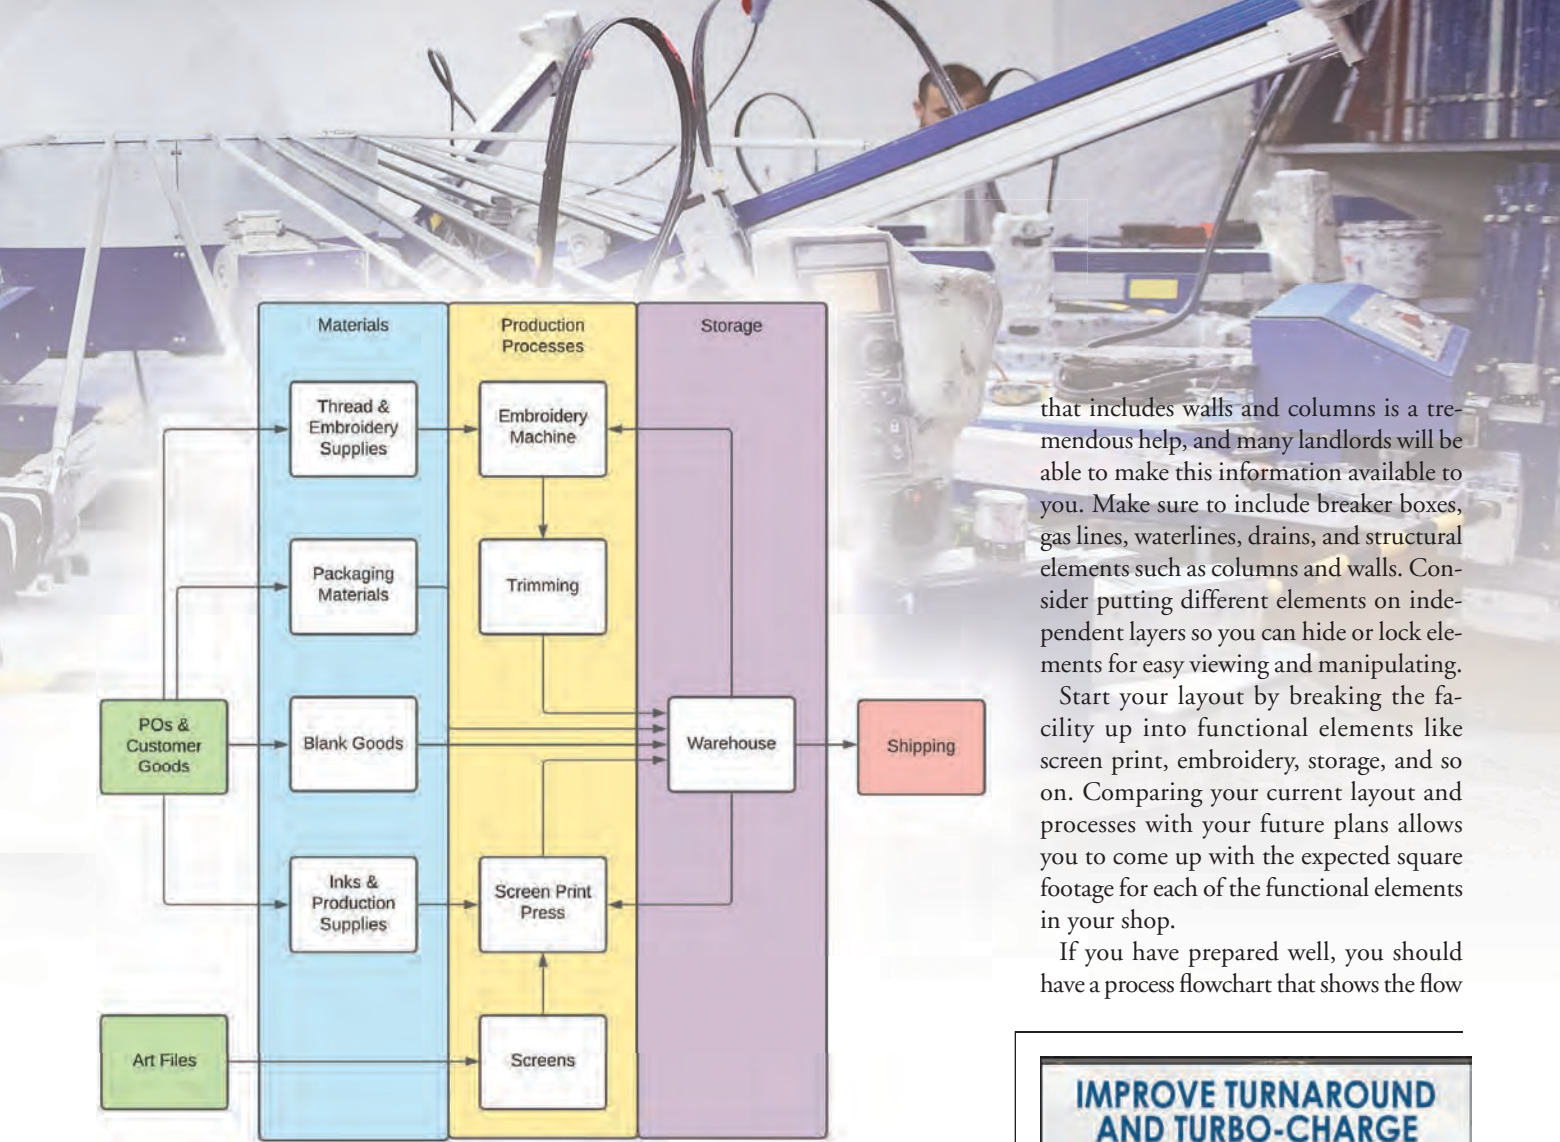 Materials
Production
Processes
Storage
Thread &
Embroidery
Supplies
Embroidery
Machine
Packaging
Materials
Trimming
POs &
Customer
Goods
Blank Goods
Warehouse
Shipping
Inks &
Production
Supplies
Screen Print
Press
Art Files
Screens
that includes walls and columns is a tre-
mendous help, and many landlords will be
able to make this information available to
you. Make sure to include breaker boxes,
gas lines, waterlines, drains, and structural
elements such as columns and walls. Con-
sider putting different elements on inde-
pendent layers so you can hide or lock ele-
ments for easy viewing and manipulating.
Start your layout by breaking the fa-
cility up into functional elements like
screen print, embroidery, storage, and so
on. Comparing your current layout and
processes with your future plans allows
you to come up with the expected square
footage for each of the functional elements
in your shop.
If you have prepared well, you should
have a process flowchart that shows the flow
IMPROVE TURNAROUND
AND TURBO-CHARGE